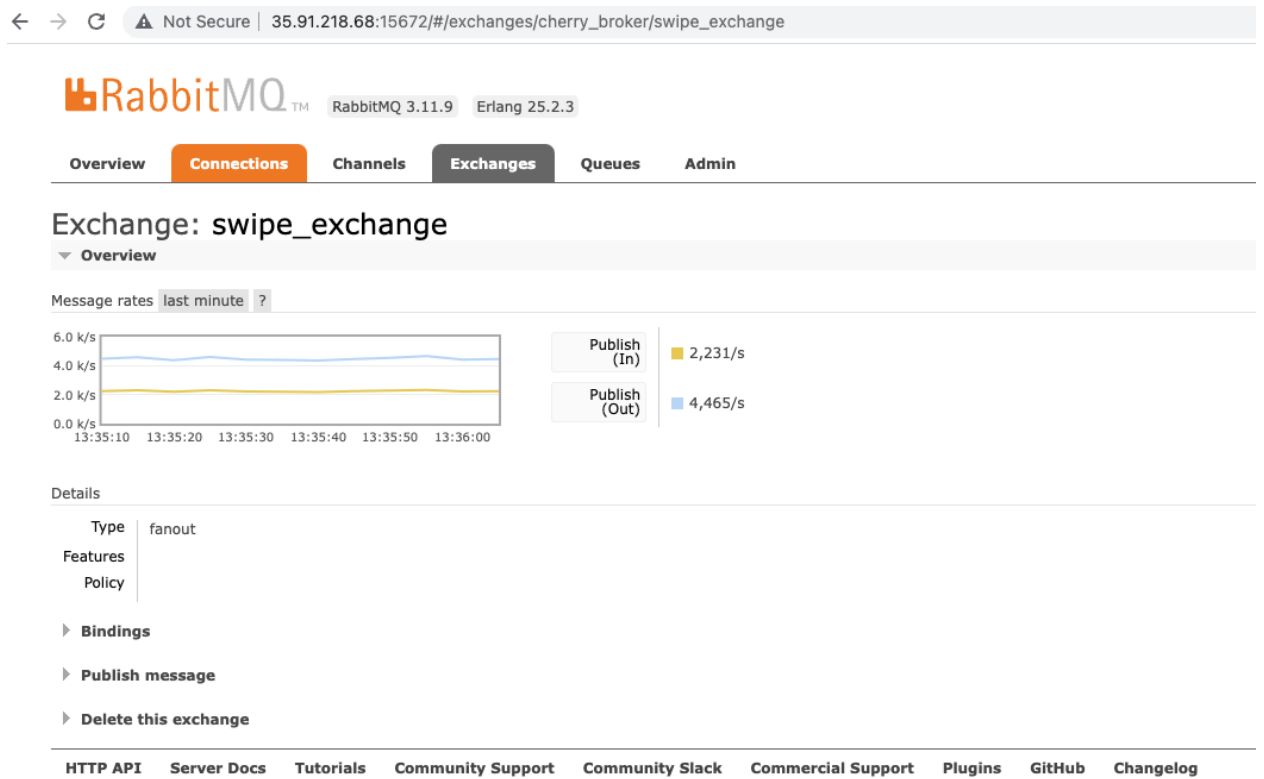 Not Secure 35.91.218.68:15672/#/exchanges/cherry_broker/swipe_exchange
RabbitMQ TM RabbitMQ 3.11.9 Erlang 25.2.3
Overview Connections Channels Exchanges Queues Admin
Exchange: swipe_exchange
Overview
Message rates last minute ?
6.0 k/s
4.0 k/s
2.0 k/s
0.0 k/s
13:35:10 13:35:20 13:35:30 13:35:40 13:35:50 13:36:00
Publish
(In)
2,231/s
Publish
(Out)
4,465/s
Details
Type fanout
Features
Policy
Bindings
Publish message
Delete this exchange
HTTP API Server Docs Tutorials Community Support Community Slack Commercial Support Plugins GitHub Changelog